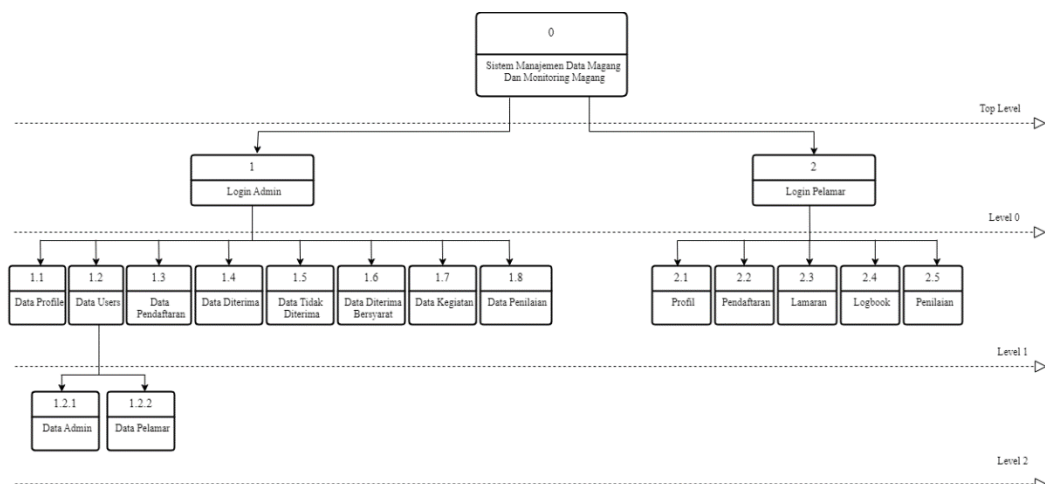 0
Sistem Manajemen Data Magang
Dan Monitoring Magang
Top Level
1
Login Admin
2
Login Pelamar
Level 0
1.1
Data Profile
1.2
Data Users
1.3
Data
Pendaftaran
1.4
Data Diterima
1.5
Data Tidak
Diterima
1.6
Data Diterima
Bersyarat
1.7
Data Kegiatan
1.8
Data Penilaian
2.1
Profil
2.2
Pendaftaran
2.3
Lamaran
2.4
Logbook
2.5
Penilaian
Level 1
1.2.1
Data Admin
1.2.2
Data Pelamar
Level 2